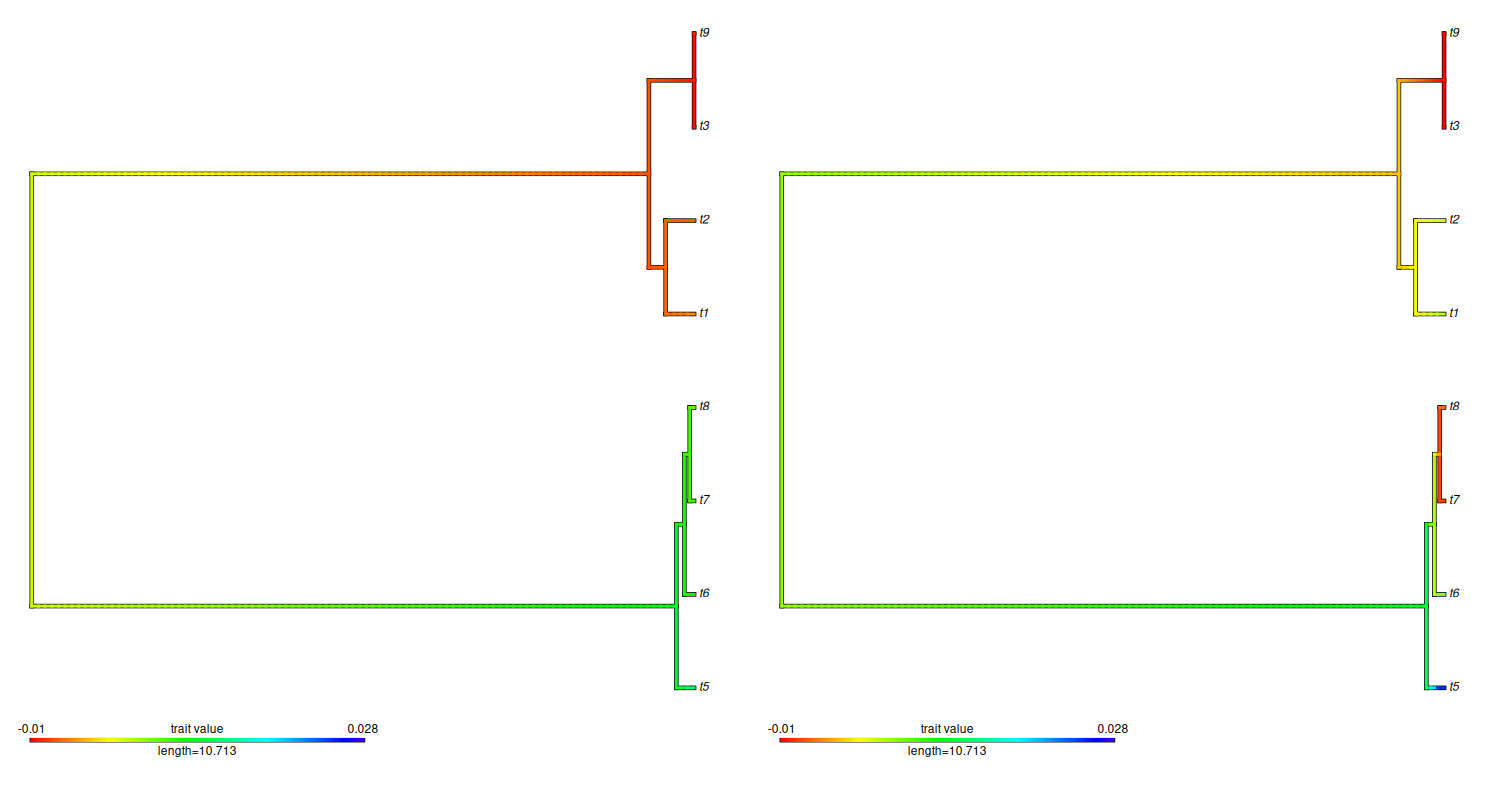 t9
t3
t2
t1
t8
t7
t6
t5
-0.01 trait value 0.028
length=10.713
t9
t3
t2
t1
t8
t7
t6
t5
-0.01 trait value 0.028
length=10.713